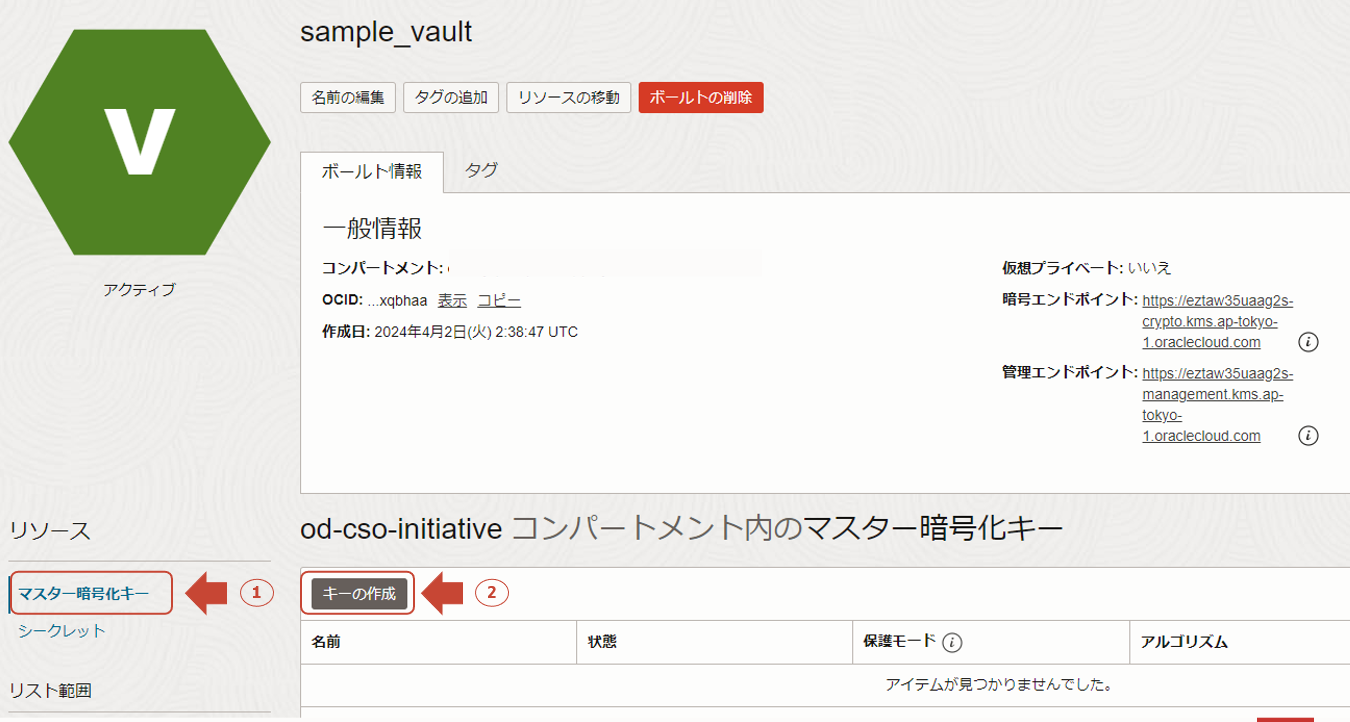 sample_vault
V
名前の編集 タグの追加 リソースの移動 ボールトの削除
アクティブ
ボールト情報 タグ
一般情報
コンパートメント:
OCID: ...xqbhaa 表示 コピー
作成日: 2024年4月2日(火) 2:38:47 UTC
仮想プライベート: いいえ
暗号エンドポイント: https://eztaw35uaag2s-
crypto.kms.ap-tokyo-
1.oraclecloud.com
管理エンドポイント: https://eztaw35uaag2s-
management.kms.ap-
tokyo-
1.oraclecloud.com
リソース
マスター暗号化キー 1
シークレット
リスト範囲
od-cso-initiative コンパートメント内のマスター暗号化キー
キーの作成 2
名前 状態 保護モード アルゴリズム
アイテムが見つかりませんでした。